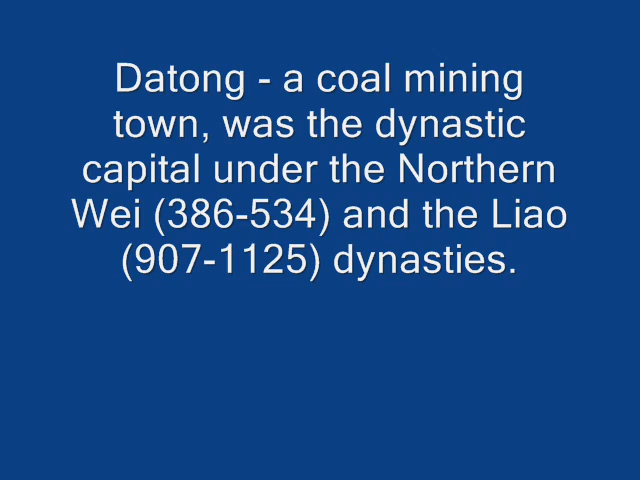 Datong - a coal mining
town, was the dynastic
capital under the Northern
Wei (386-534) and the Liao
(907-1125) dynasties.